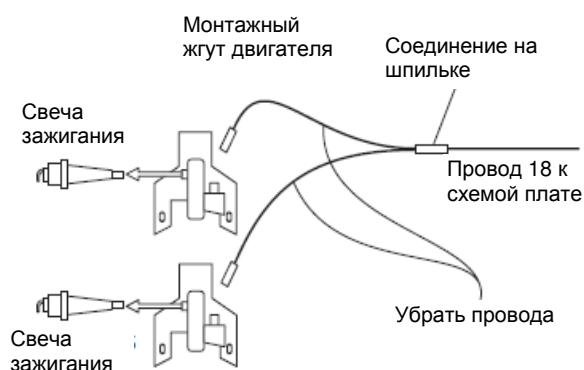 Монтажный
жгут двигателя
Соединение на
шпильке
Свеча
зажигания
Провод 18 к
схемой плате
Убрать провода
Свеча
зажигания